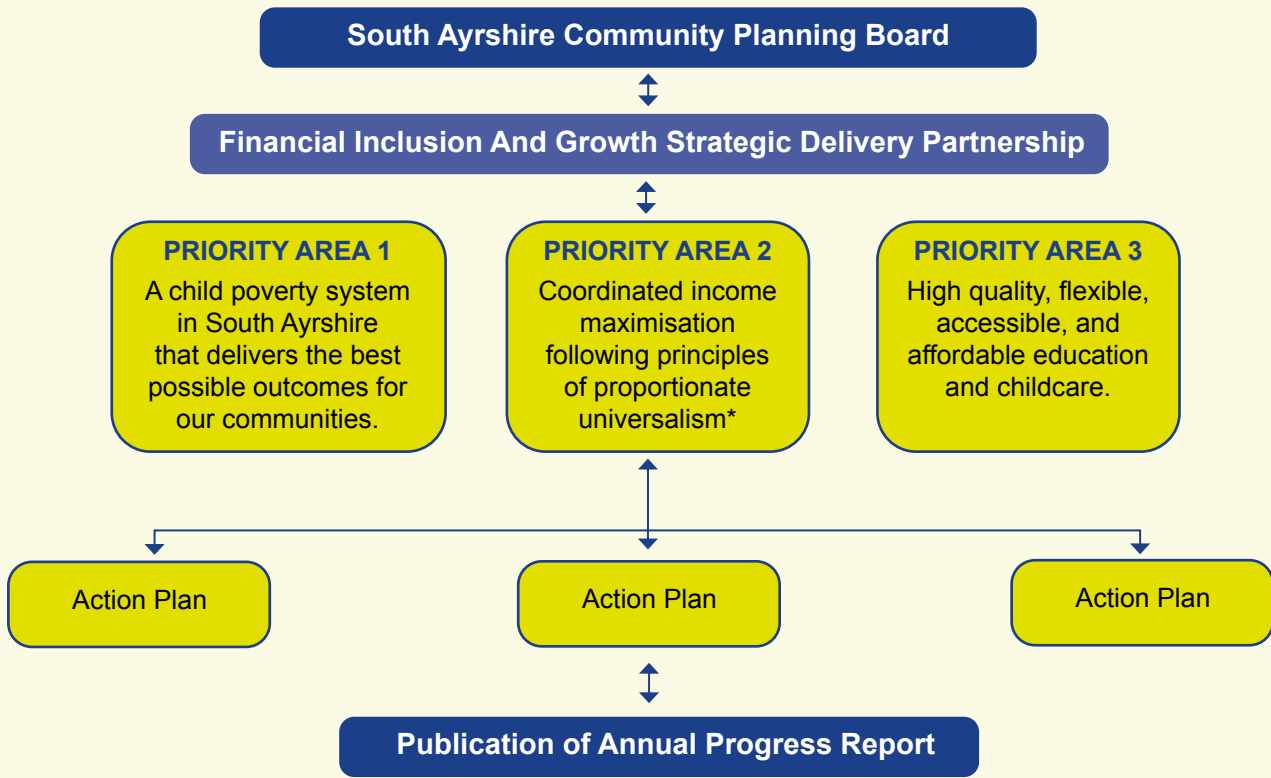 South Ayrshire Community Planning Board
Financial Inclusion And Growth Strategic Delivery Partnership
PRIORITY AREA 1
A child poverty system
in South Ayrshire
that delivers the best
possible outcomes for
our communities.
PRIORITY AREA 2
Coordinated income
maximisation
following principles
of proportionate
universalism*
PRIORITY AREA 3
High quality, flexible,
accessible, and
affordable education
and childcare.
Action Plan
Action Plan
Action Plan
Publication of Annual Progress Report